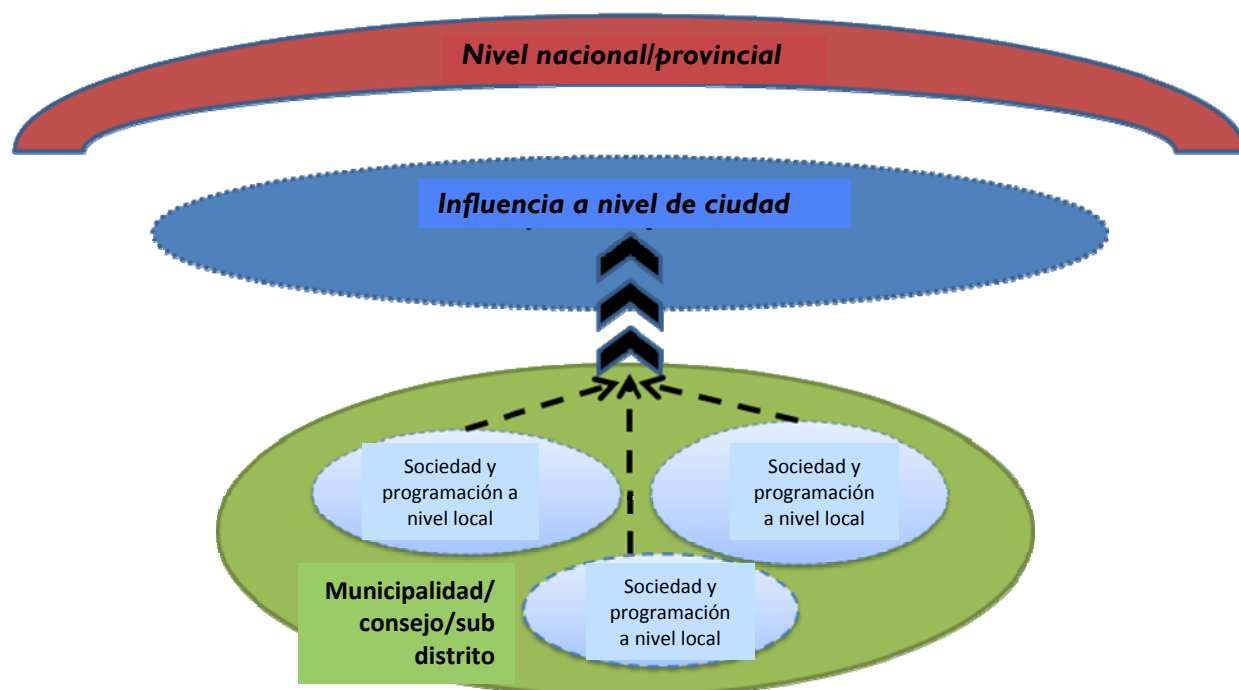 Nivel nacional/provincial
Influencia a nivel de ciudad
Sociedad y
programación a
nivel local
Sociedad y
programación
a nivel local
Municipalidad/
consejo/sub
distrito
Sociedad y
programación
a nivel local